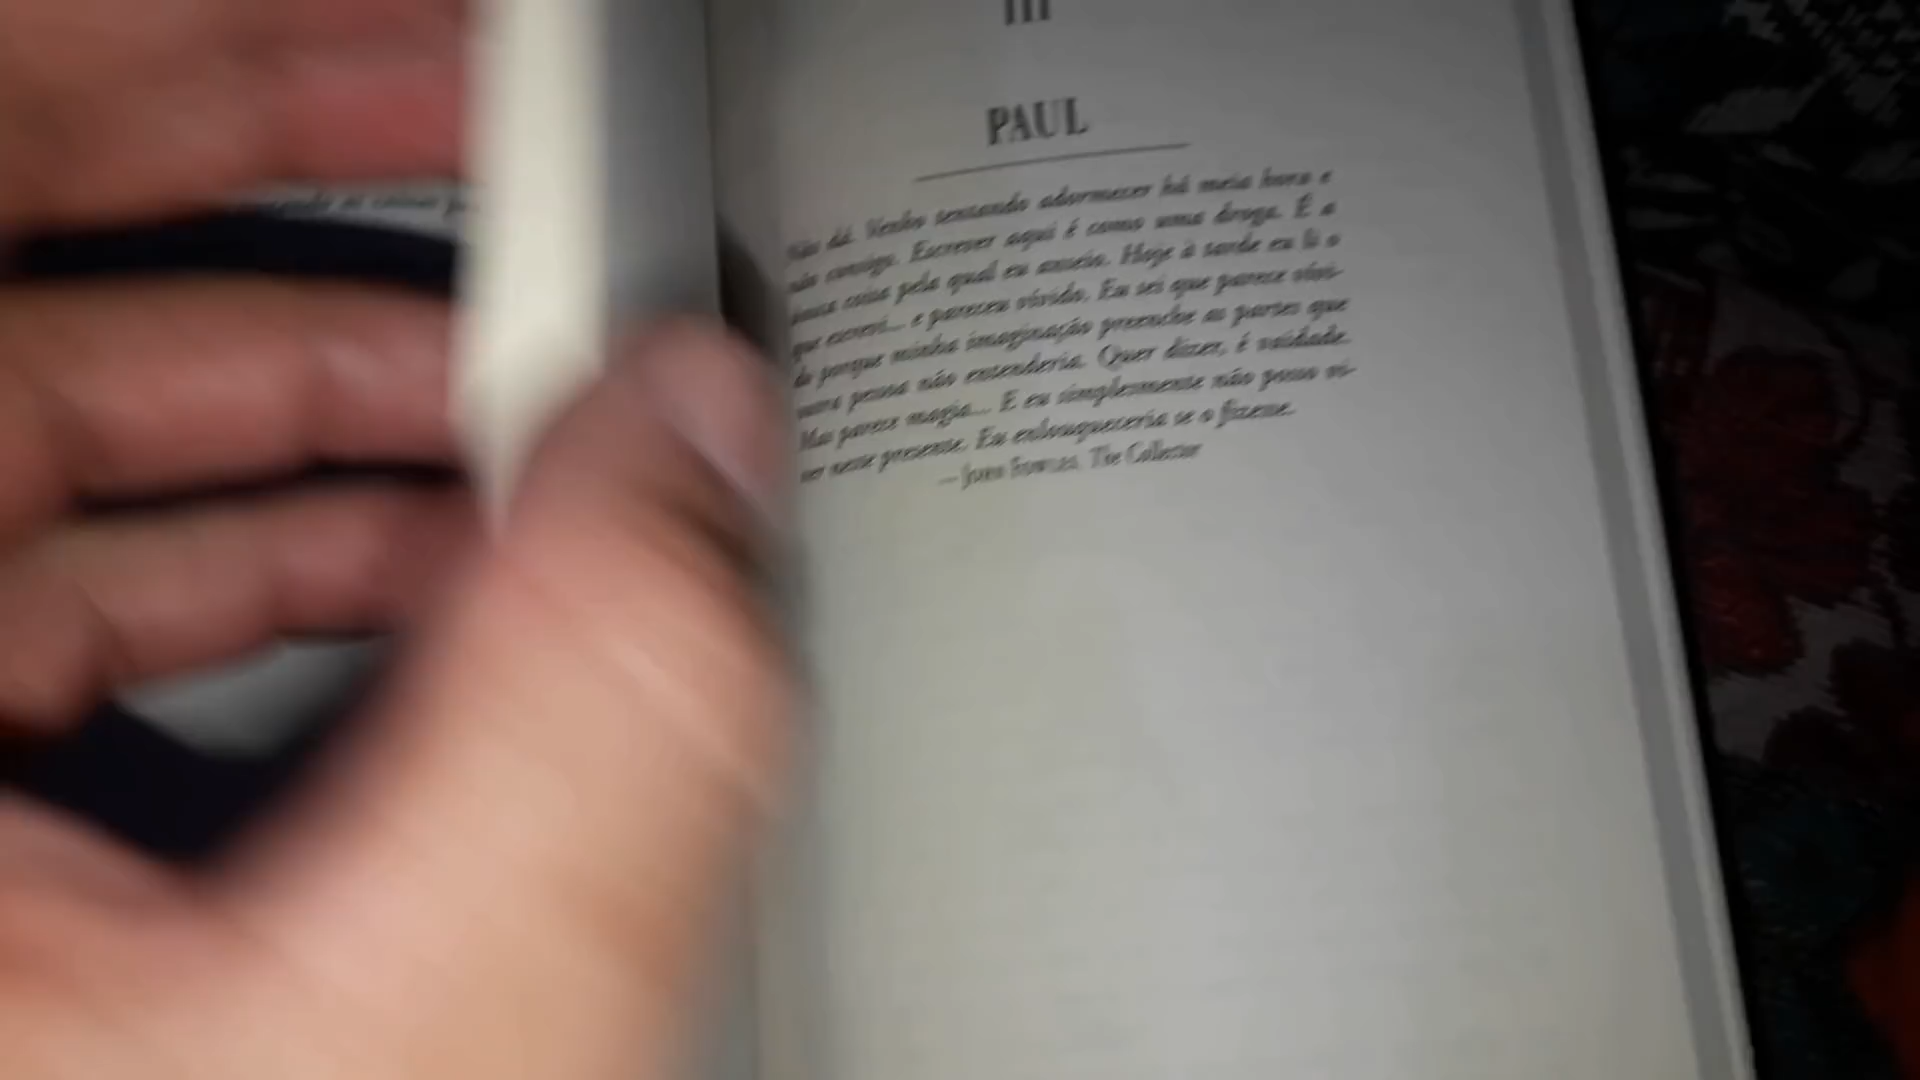 III
PAUL
Não dá. Venho tentando adormecer há meia hora e
não consigo. Escrever aqui é como uma droga. É a
única coisa pela qual eu anseio. Hoje à tarde eu li o
que escrevi... e pareceu vívido. Eu sei que parece vívi-
do porque minha imaginação preenche as partes que
outra pessoa não entenderia. Quer dizer, é vaidade.
Mas parece magia... E eu simplesmente não posso vi-
ver neste presente. Eu enlouqueceria se o fizesse.
— John Fowles, The Collector